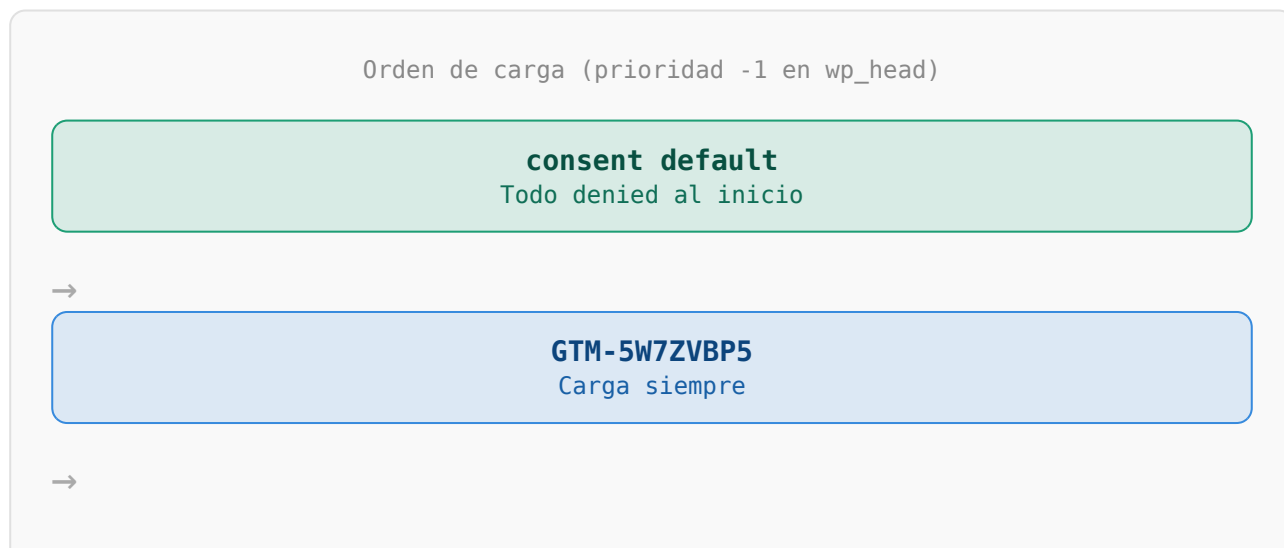 Orden de carga (prioridad -1 en wp_head)
consent default
Todo denied al inicio
→
GTM-5W7ZVBP5
Carga siempre
→